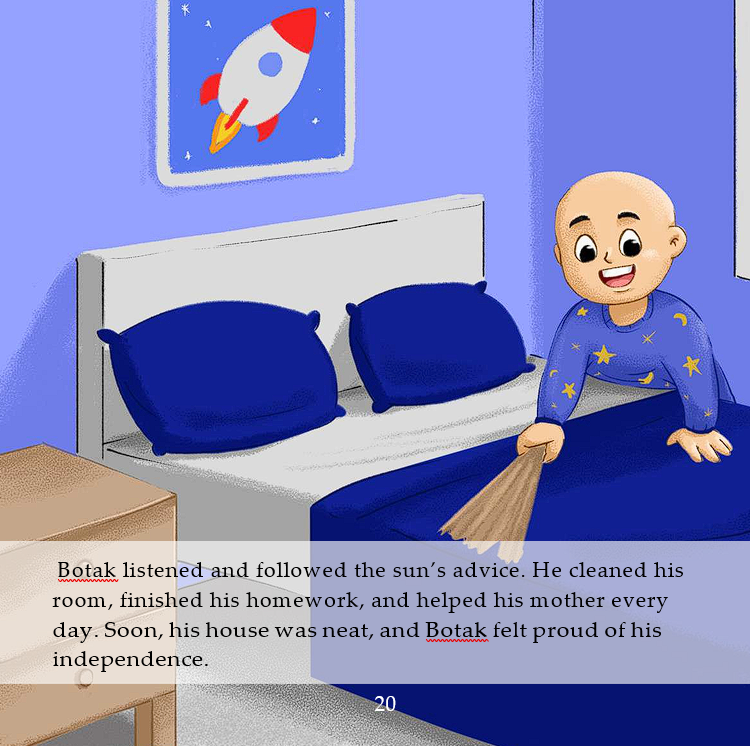 Botak listened and followed the sun’s advice. He cleaned his
room, finished his homework, and helped his mother every
day. Soon, his house was neat, and Botak felt proud of his
independence.
20